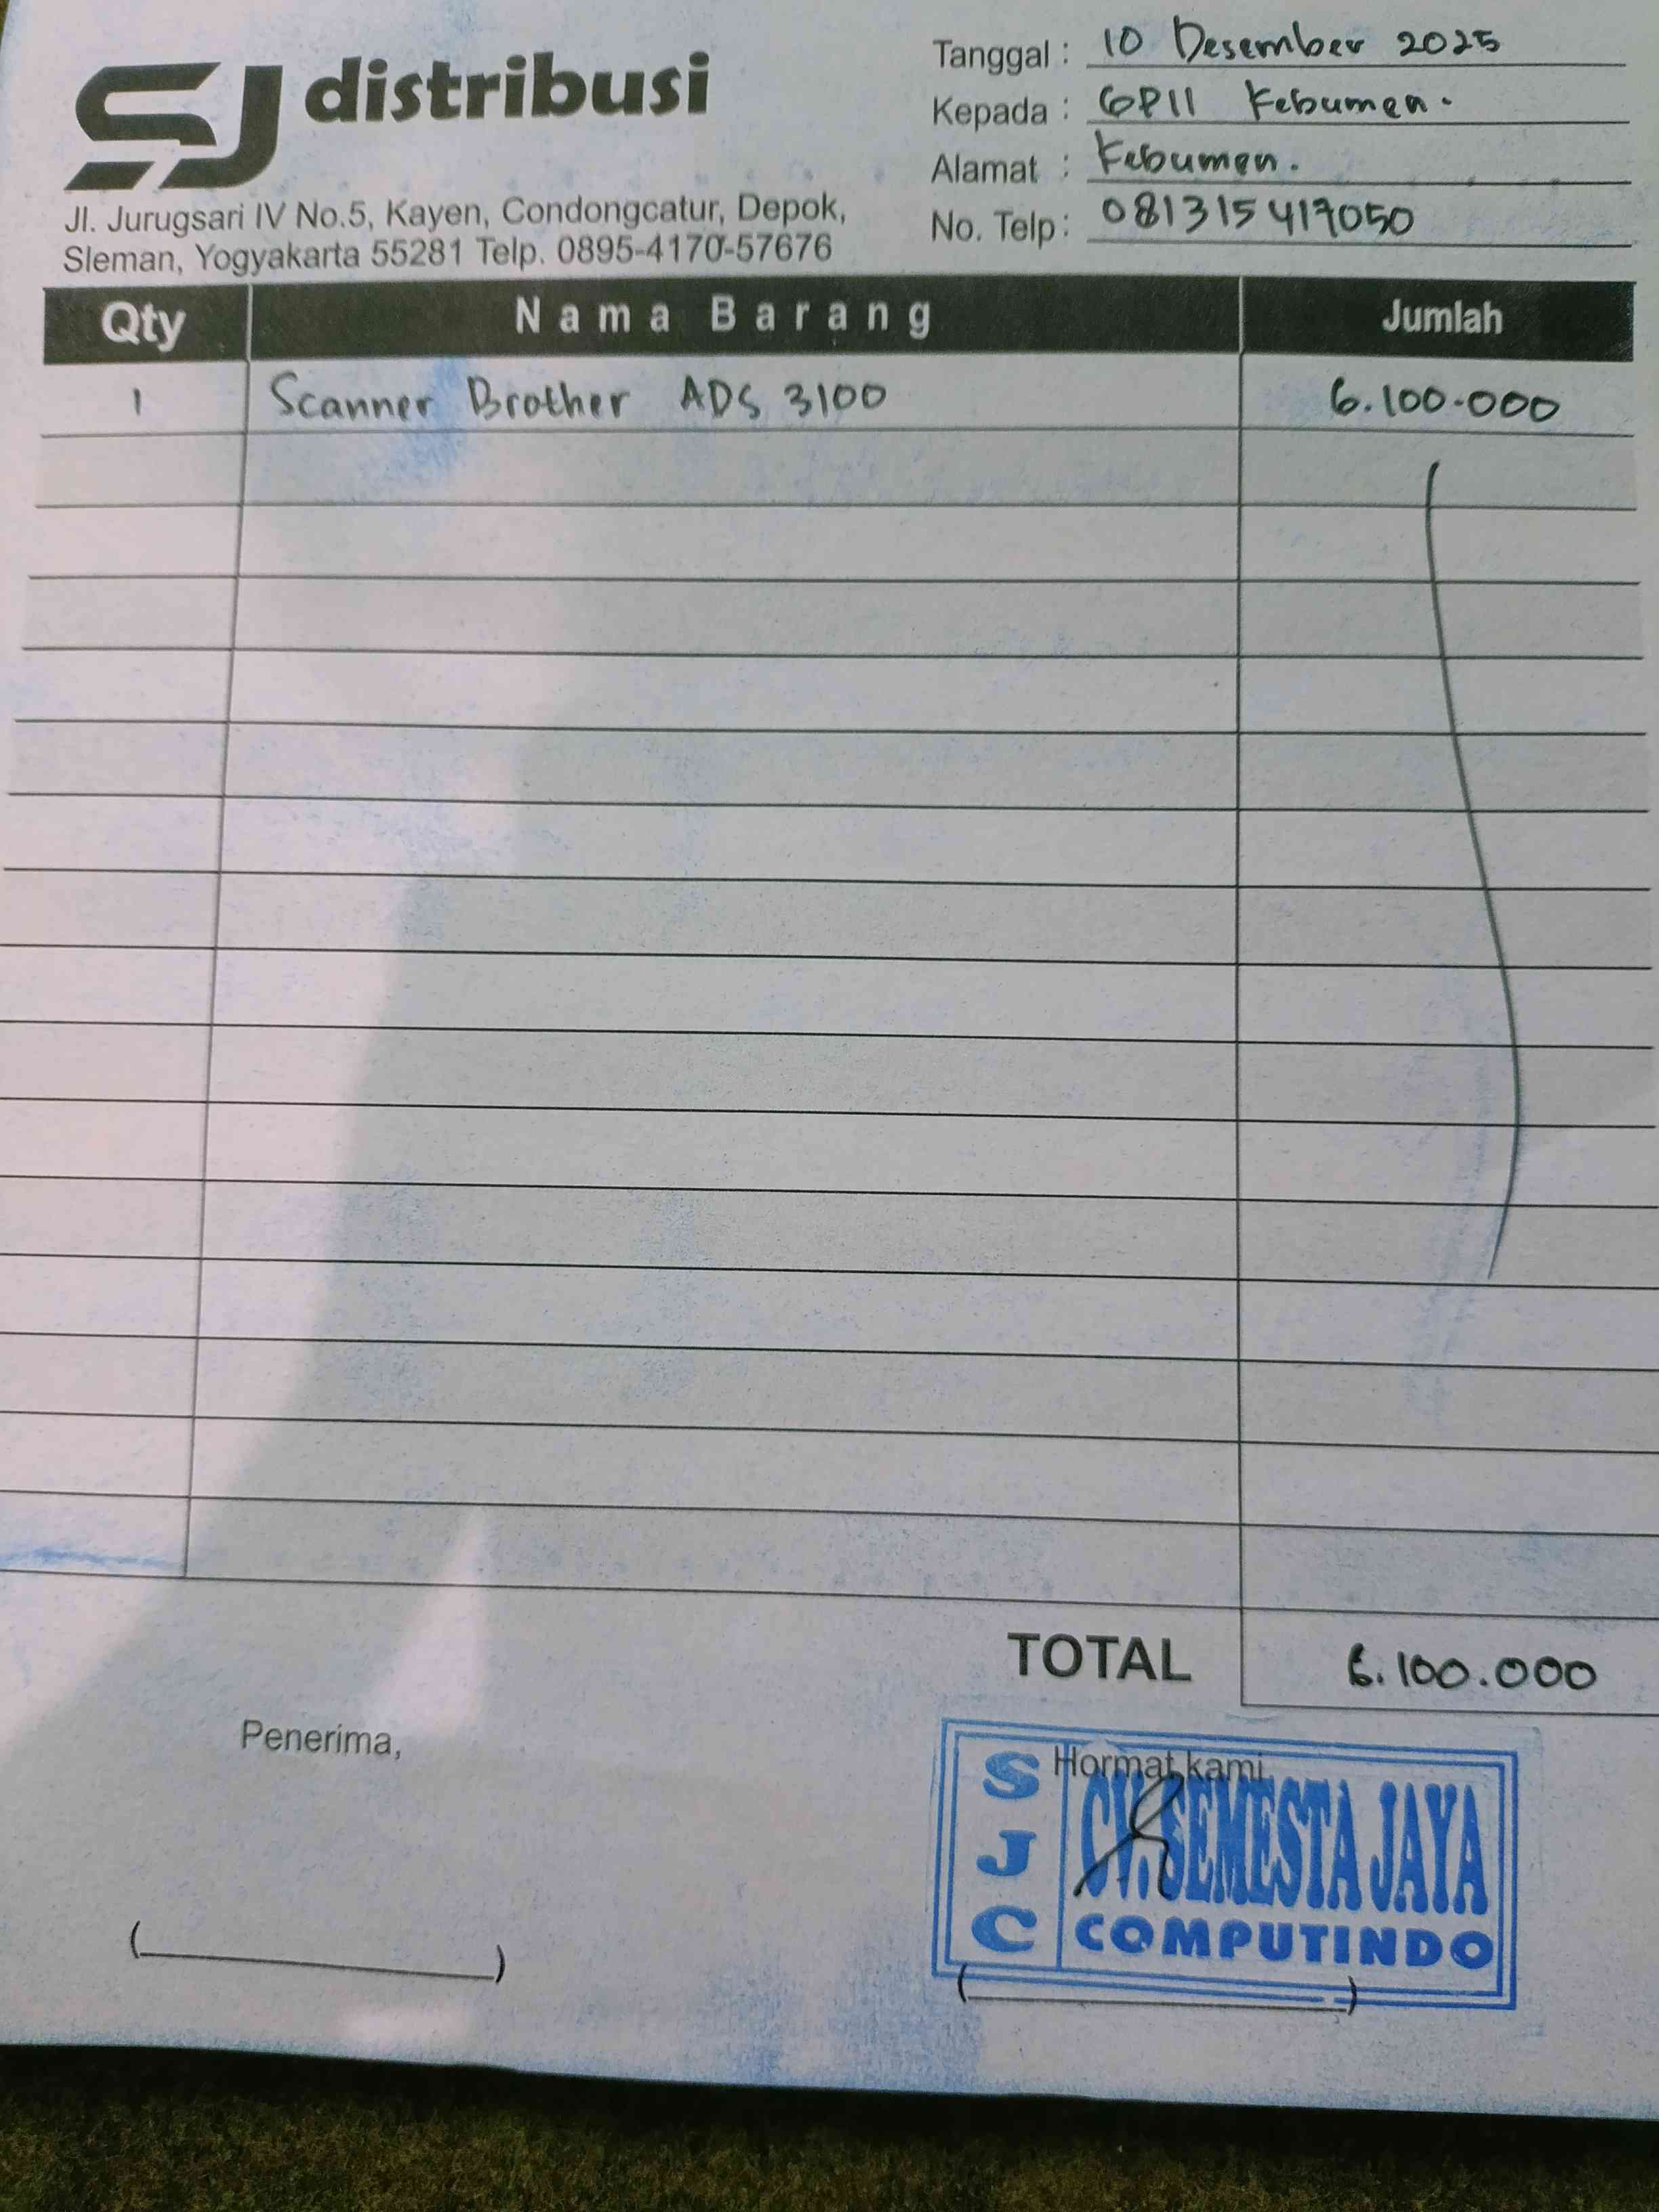 SJ distribusi
Jl. Jurugsari IV No.5, Kayen, Condongcatur, Depok,
Sleman, Yogyakarta 55281 Telp. 0895-4170-57676
Tanggal : 10 Desember 2025
Kepada : 6P11 Kebumen.
Alamat : Kebumen.
No. Telp: 081315417050
Qty Nama Barang Jumlah
1 Scanner Brother ADS 3100 6.100.000
TOTAL 6.100.000
Penerima,
Hormat kami,
SJC
CV. SEMESTA JAYA
COMPUTINDO